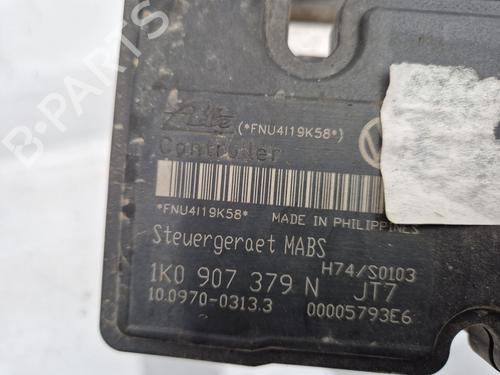 Ate (*FNU4I19K58*)
Controller
*FNU4I19K58* MADE IN PHILIPPINES
Steuergeraet MABS
H74/S0103
1K0 907 379 N JT7
10.0970-0313.3 00005793E6